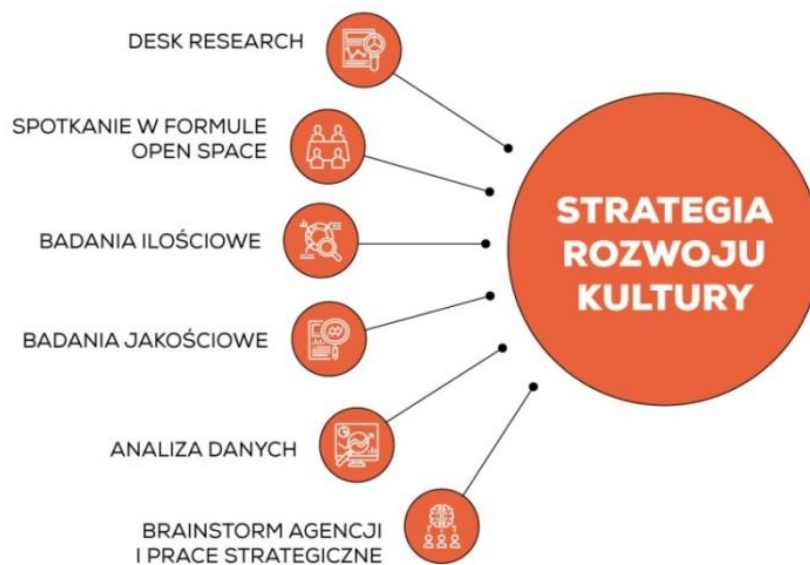 DESK RESEARCH
SPOTKANIE W FORMULE
OPEN SPACE
BADANIA ILOŚCIOWE
BADANIA JAKOŚCIOWE
ANALIZA DANYCH
BRAINSTORM AGENCJI
I PRACE STRATEGICZNE
STRATEGIA
ROZWOJU
KULTURY